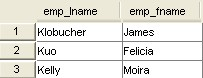 emp_lname emp_fname
1 Klobucher James
2 Kuo Felicia
3 Kelly Moira